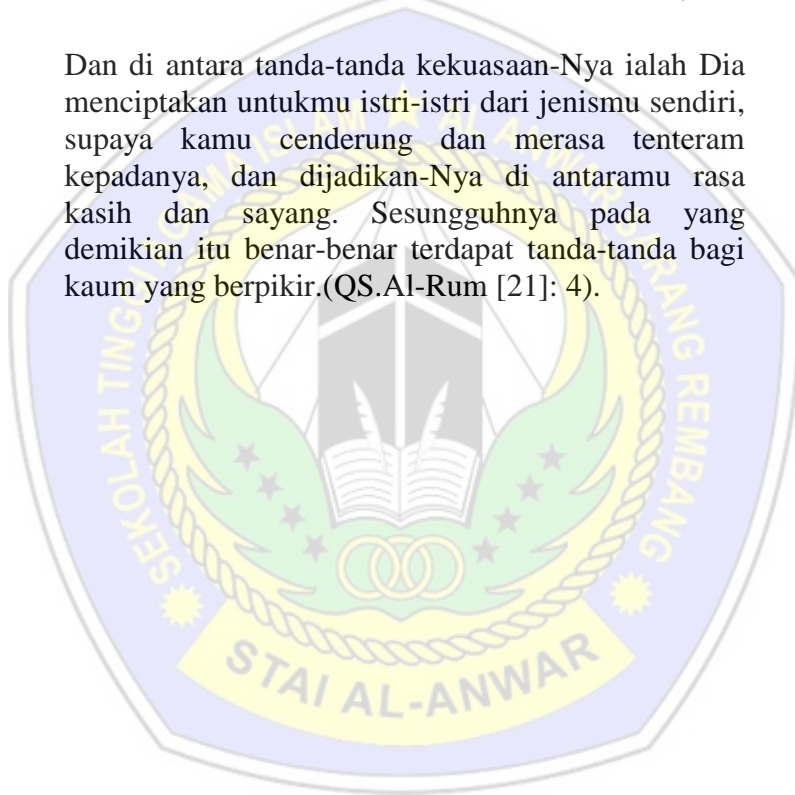 Dan di antara tanda-tanda kekuasaan-Nya ialah Dia
menciptakan untukmu istri-istri dari jenismu sendiri,
supaya kamu cenderung dan merasa tenteram
kepadanya, dan dijadikan-Nya di antaramu rasa
kasih dan sayang. Sesungguhnya pada yang
demikian itu benar-benar terdapat tanda-tanda bagi
kaum yang berpikir.(QS.Al-Rum [21]: 4).
SEKOLAH TINGGI AGAMA ISLAM ★ AL ANWAR SARANG REMBANG
STAI AL-ANWAR